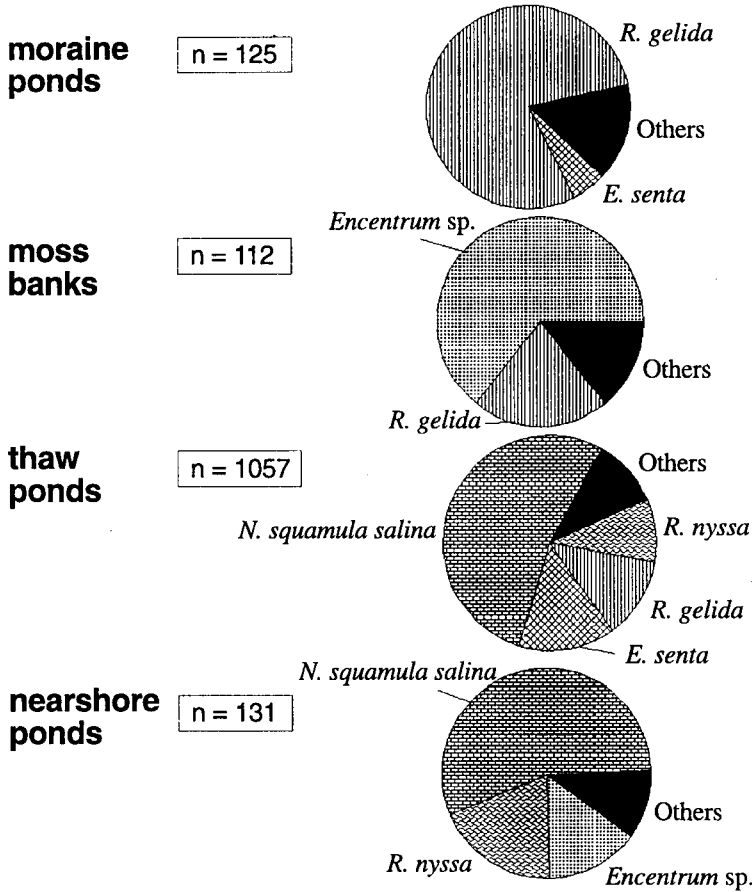 moraine
ponds
n = 125
R. gelida
Others
E. senta
moss
banks
n = 112
Encentrum sp.
Others
R. gelida
thaw
ponds
n = 1057
Others
N. squamula salina
R. nyssa
R. gelida
E. senta
nearshore
ponds
n = 131
N. squamula salina
Others
R. nyssa
Encentrum sp.